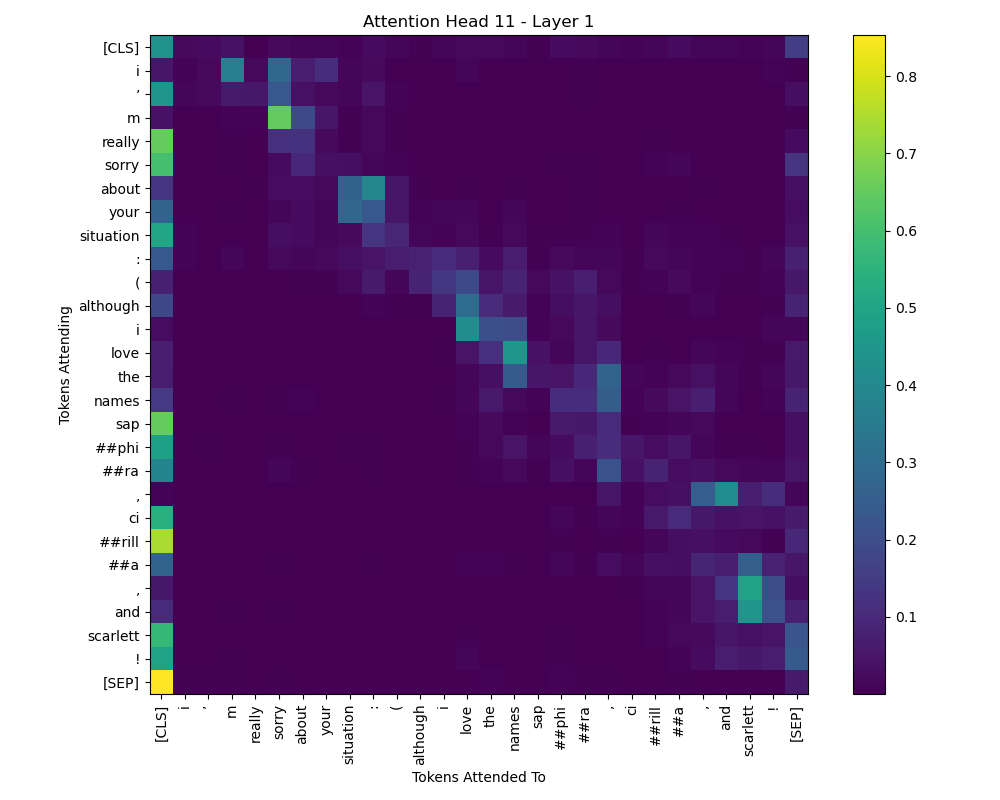 Attention Head 11 - Layer 1
Tokens Attending
[CLS]
i
’
m
really
sorry
about
your
situation
:
(
although
i
love
the
names
sap
##phi
##ra
,
ci
##rill
##a
,
and
scarlett
!
[SEP]
[CLS]
i
’
m
really
sorry
about
your
situation
:
(
although
i
love
the
names
sap
##phi
##ra
,
ci
##rill
##a
,
and
scarlett
!
[SEP]
Tokens Attended To
0.8
0.7
0.6
0.5
0.4
0.3
0.2
0.1